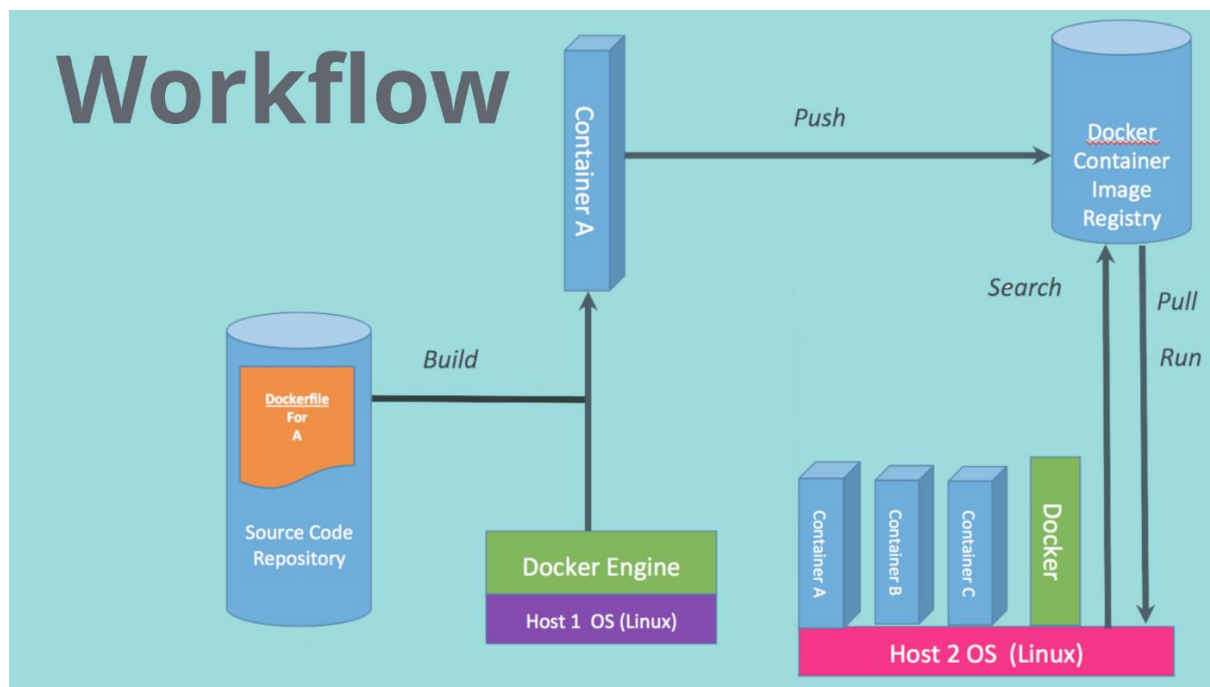 Workflow
Container A
Push
Docker
Container
Image
Registry
Search
Pull
Run
Build
Dockerfile
For
A
Source Code
Repository
Docker Engine
Host 1 OS (Linux)
Container A
Container B
Container C
Docker
Host 2 OS (Linux)